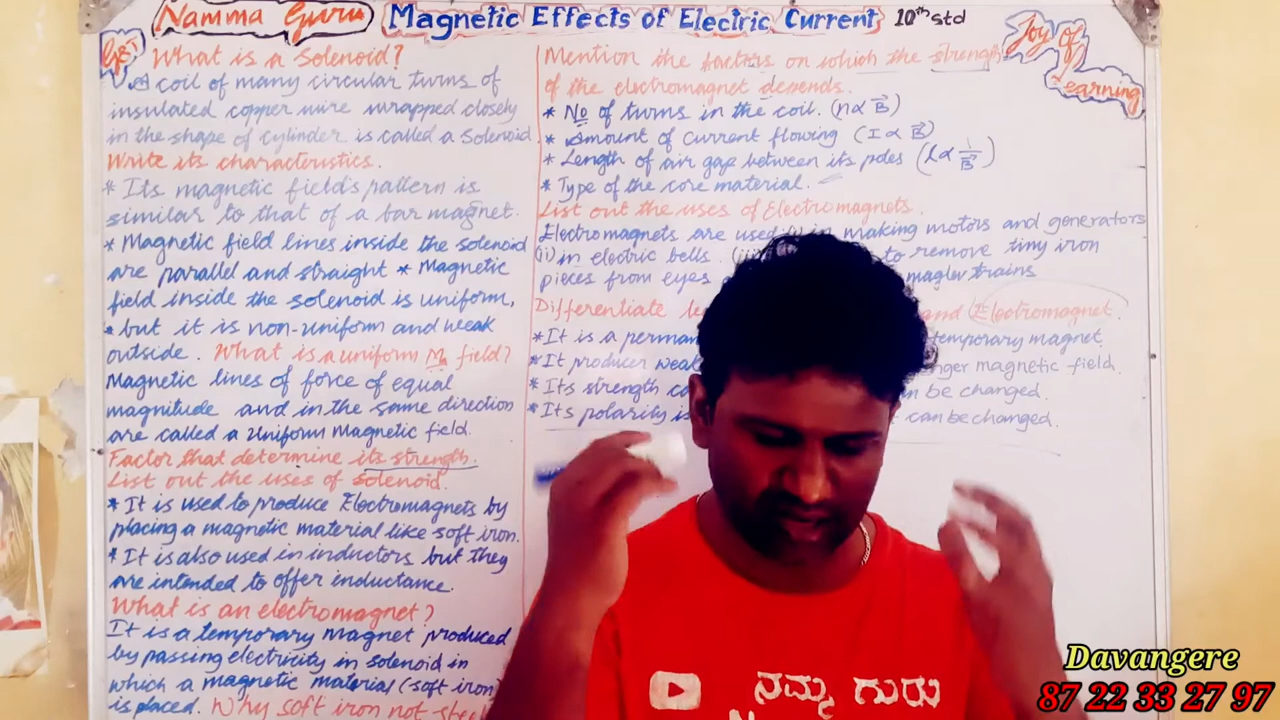 Namma Guru
Magnetic Effects of Electric Current 10th std
GBT
Joy of Learning
What is a Solenoid?
A coil of many circular turns of
insulated copper wire wrapped closely
in the shape of cylinder is called a Solenoid
Write its characteristics.
* Its magnetic field's pattern is
similar to that of a bar magnet.
* Magnetic field lines inside the solenoid
are parallel and straight * Magnetic
field inside the solenoid is uniform,
* but it is non-uniform and weak
outside. What is a uniform Mg field?
Magnetic lines of force of equal
magnitude and in the same direction
are called a Uniform Magnetic field.
Factor that determine its strength.
List out the uses of solenoid.
* It is used to produce Electromagnets by
placing a magnetic material like soft iron.
* It is also used in inductors but they
are intended to offer inductance.
What is an electromagnet?
It is a temporary magnet produced
by passing electricity in solenoid in
which a magnetic material (soft iron)
is placed. Why soft iron not
Mention the factors on which the strength
of the electromagnet depends.
* No of turns in the coil. (n∝B⃗)
* Amount of current flowing (I∝B⃗)
* Length of air gap between its poles (l∝1/B⃗)
* Type of the core material.
List out the uses of Electromagnets.
Electromagnets are used (i) in making motors and generators
(ii) in electric bells. (iii) to remove tiny iron
pieces from eyes maglev trains
Differentiate and Electromagnet.
* It is a temporary magnet
* It producer magnetic field.
* Its strength can be changed.
* Its polarity is can be changed.
ನಮ್ಮ ಗುರು
Davangere
87 22 33 27 97